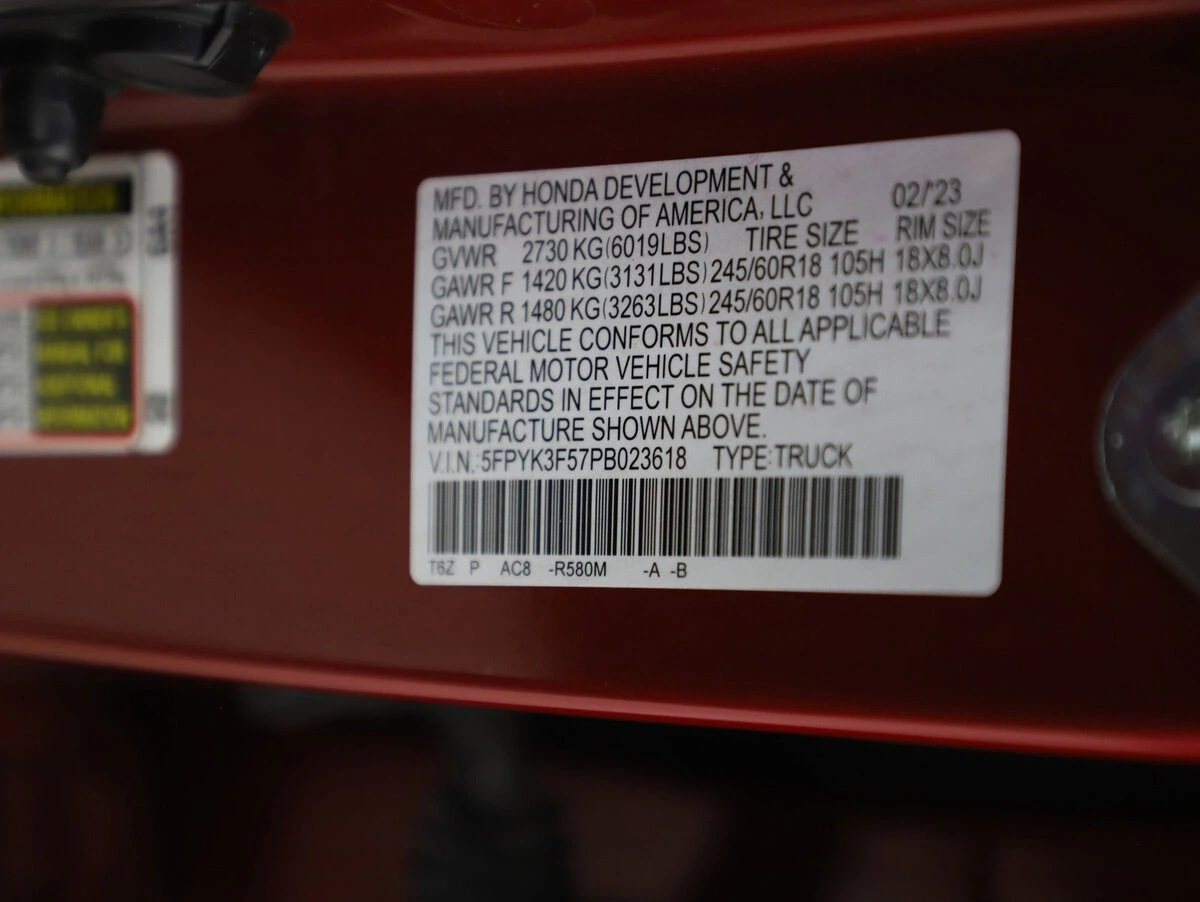 MFD. BY HONDA DEVELOPMENT &
MANUFACTURING OF AMERICA, LLC 02/'23
GVWR 2730 KG(6019LBS) TIRE SIZE RIM SIZE
GAWR F 1420 KG(3131LBS) 245/60R18 105H 18X8.0J
GAWR R 1480 KG(3263LBS) 245/60R18 105H 18X8.0J
THIS VEHICLE CONFORMS TO ALL APPLICABLE
FEDERAL MOTOR VEHICLE SAFETY
STANDARDS IN EFFECT ON THE DATE OF
MANUFACTURE SHOWN ABOVE.
V.I.N.:5FPYK3F57PB023618 TYPE:TRUCK
T6Z P AC8 -R580M -A -B